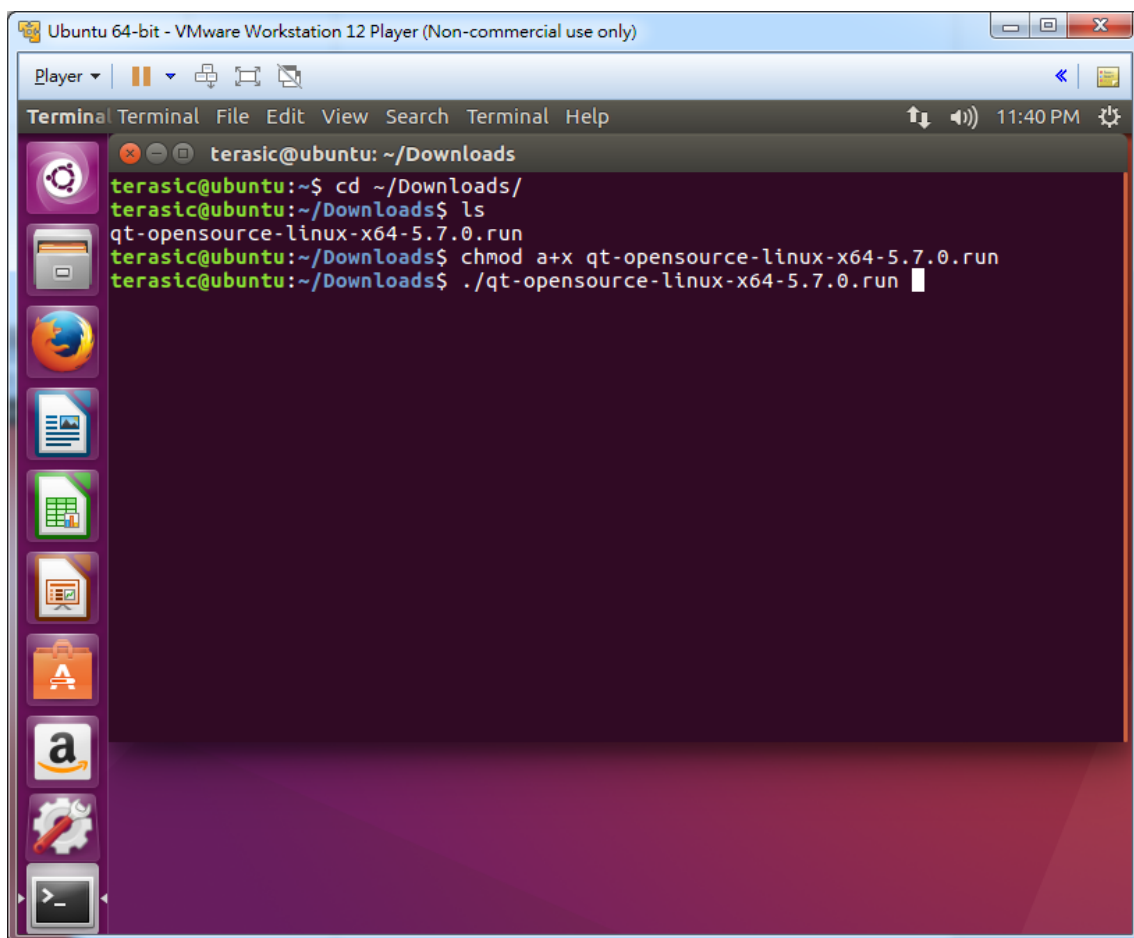 Ubuntu 64-bit - VMware Workstation 12 Player (Non-commercial use only)
Player
Terminal Terminal File Edit View Search Terminal Help 11:40 PM
terasic@ubuntu: ~/Downloads
terasic@ubuntu:~$ cd ~/Downloads/
terasic@ubuntu:~/Downloads$ ls
qt-opensource-linux-x64-5.7.0.run
terasic@ubuntu:~/Downloads$ chmod a+x qt-opensource-linux-x64-5.7.0.run
terasic@ubuntu:~/Downloads$ ./qt-opensource-linux-x64-5.7.0.run
A
a
>_